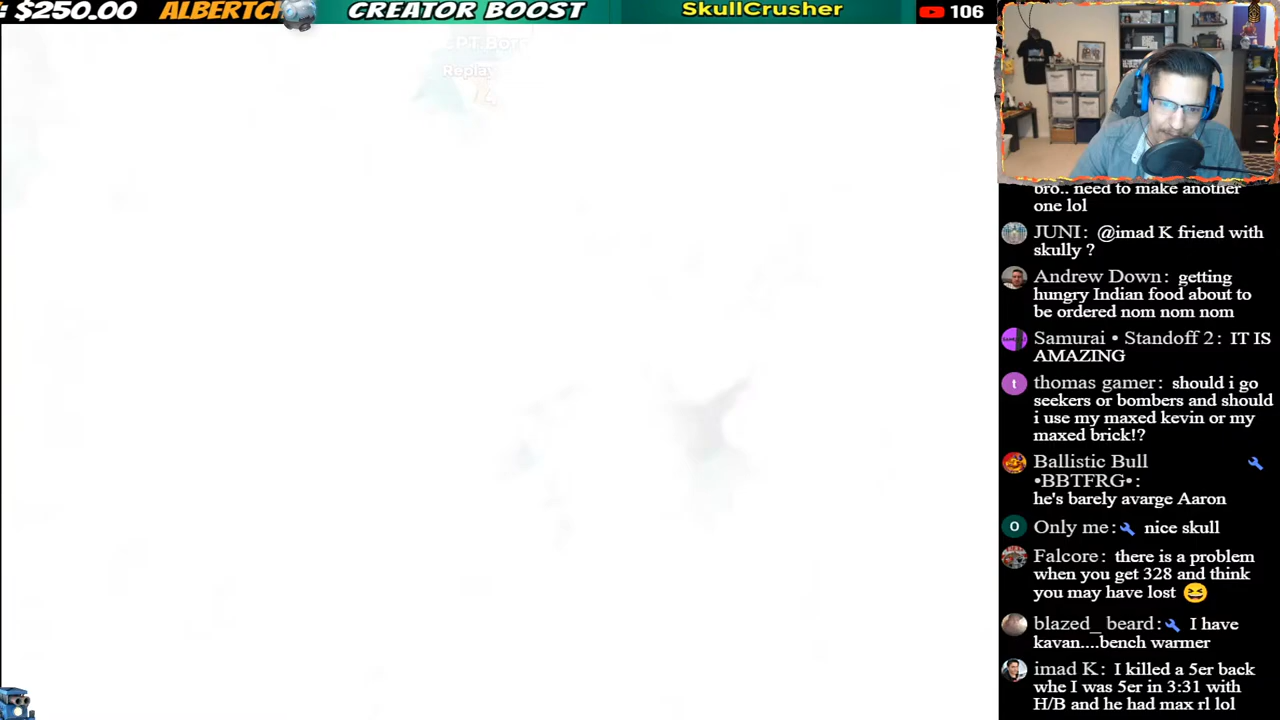 $250.00 ALBERTCH
CREATOR BOOST
SkullCrusher
106
Replay
bro.. need to make another
one lol
JUNI: @imad K friend with
skully ?
Andrew Down: getting
hungry Indian food about to
be ordered nom nom nom
Samurai • Standoff 2: IT IS
AMAZING
thomas gamer: should i go
seekers or bombers and should
i use my maxed kevin or my
maxed brick!?
Ballistic Bull
•BBTFRG•:
he's barely avarge Aaron
Only me: nice skull
Falcore: there is a problem
when you get 328 and think
you may have lost
blazed_ beard: I have
kavan....bench warmer
imad K: I killed a 5er back
whe I was 5er in 3:31 with
H/B and he had max rl lol